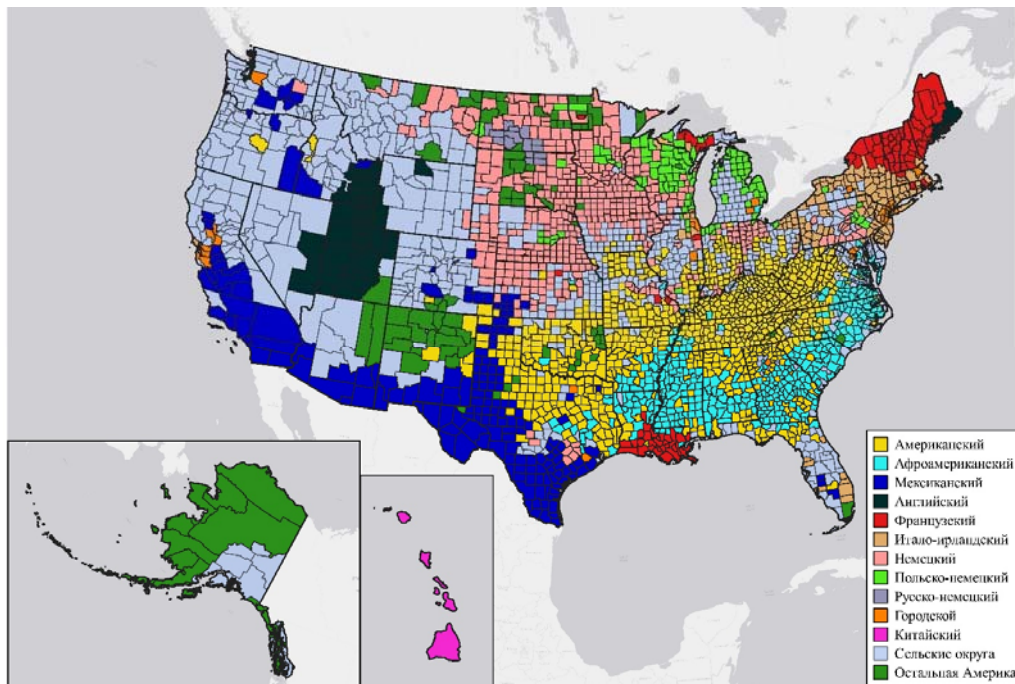 Американский
Афроамериканский
Мексиканский
Английский
Французский
Итало-ирландский
Немецкий
Польско-немецкий
Русско-немецкий
Городской
Китайский
Сельские округа
Остальная Америка